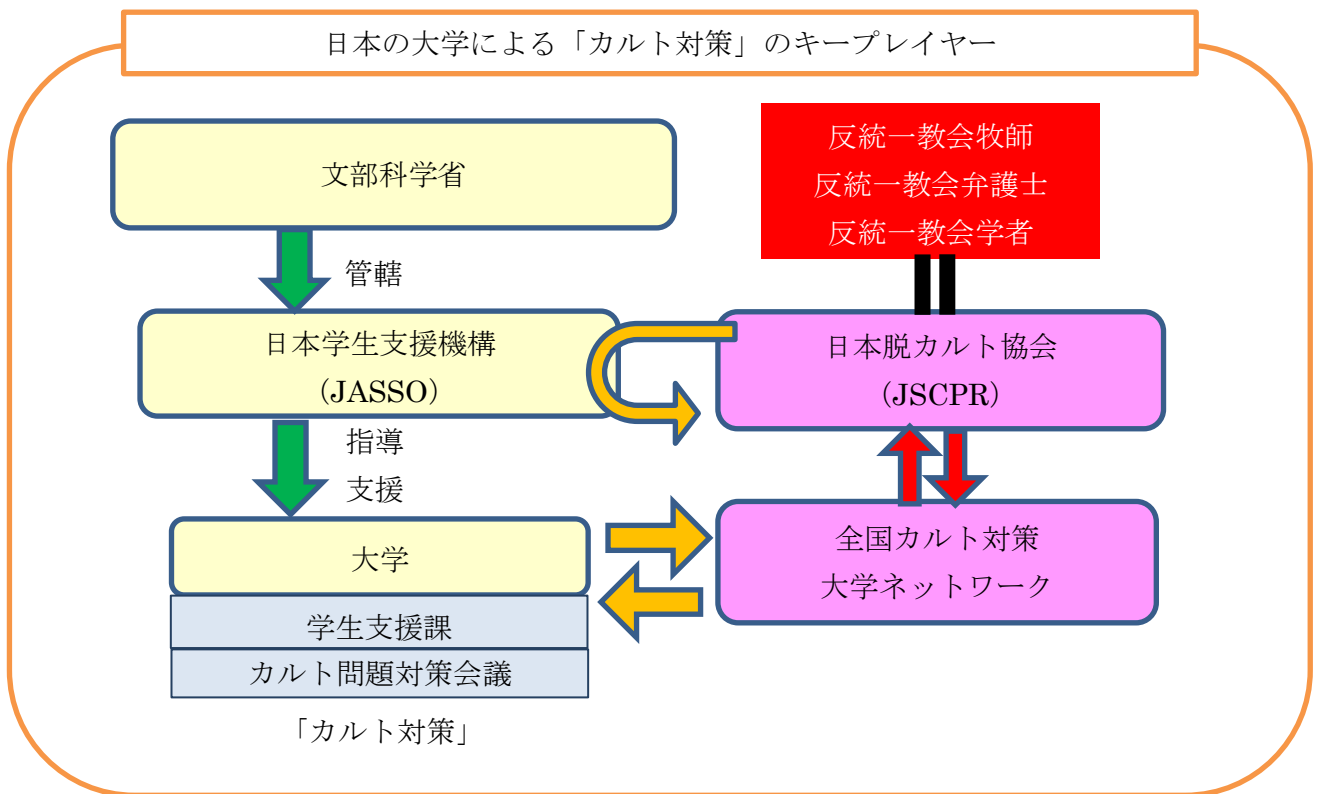 日本の大学による「カルト対策」のキープレイヤー
文部科学省
管轄
日本学生支援機構
(JASSO)
指導
支援
大学
学生支援課
カルト問題対策会議
「カルト対策」
反統一教会牧師
反統一教会弁護士
反統一教会学者
日本脱カルト協会
(JSCPR)
全国カルト対策
大学ネットワーク